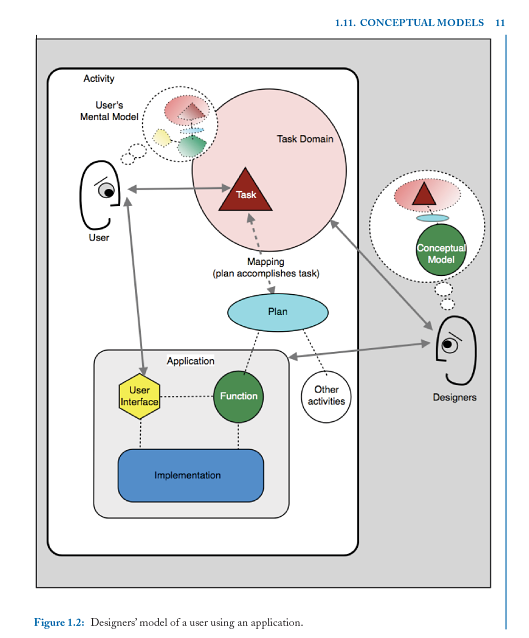 1.11. CONCEPTUAL MODELS 11
Activity
User's
Mental Model
Task Domain
Task
User
Conceptual
Model
Mapping
(plan accomplishes task)
Plan
Application
User
Interface
Function
Other
activities
Designers
Implementation
Figure 1.2: Designers' model of a user using an application.